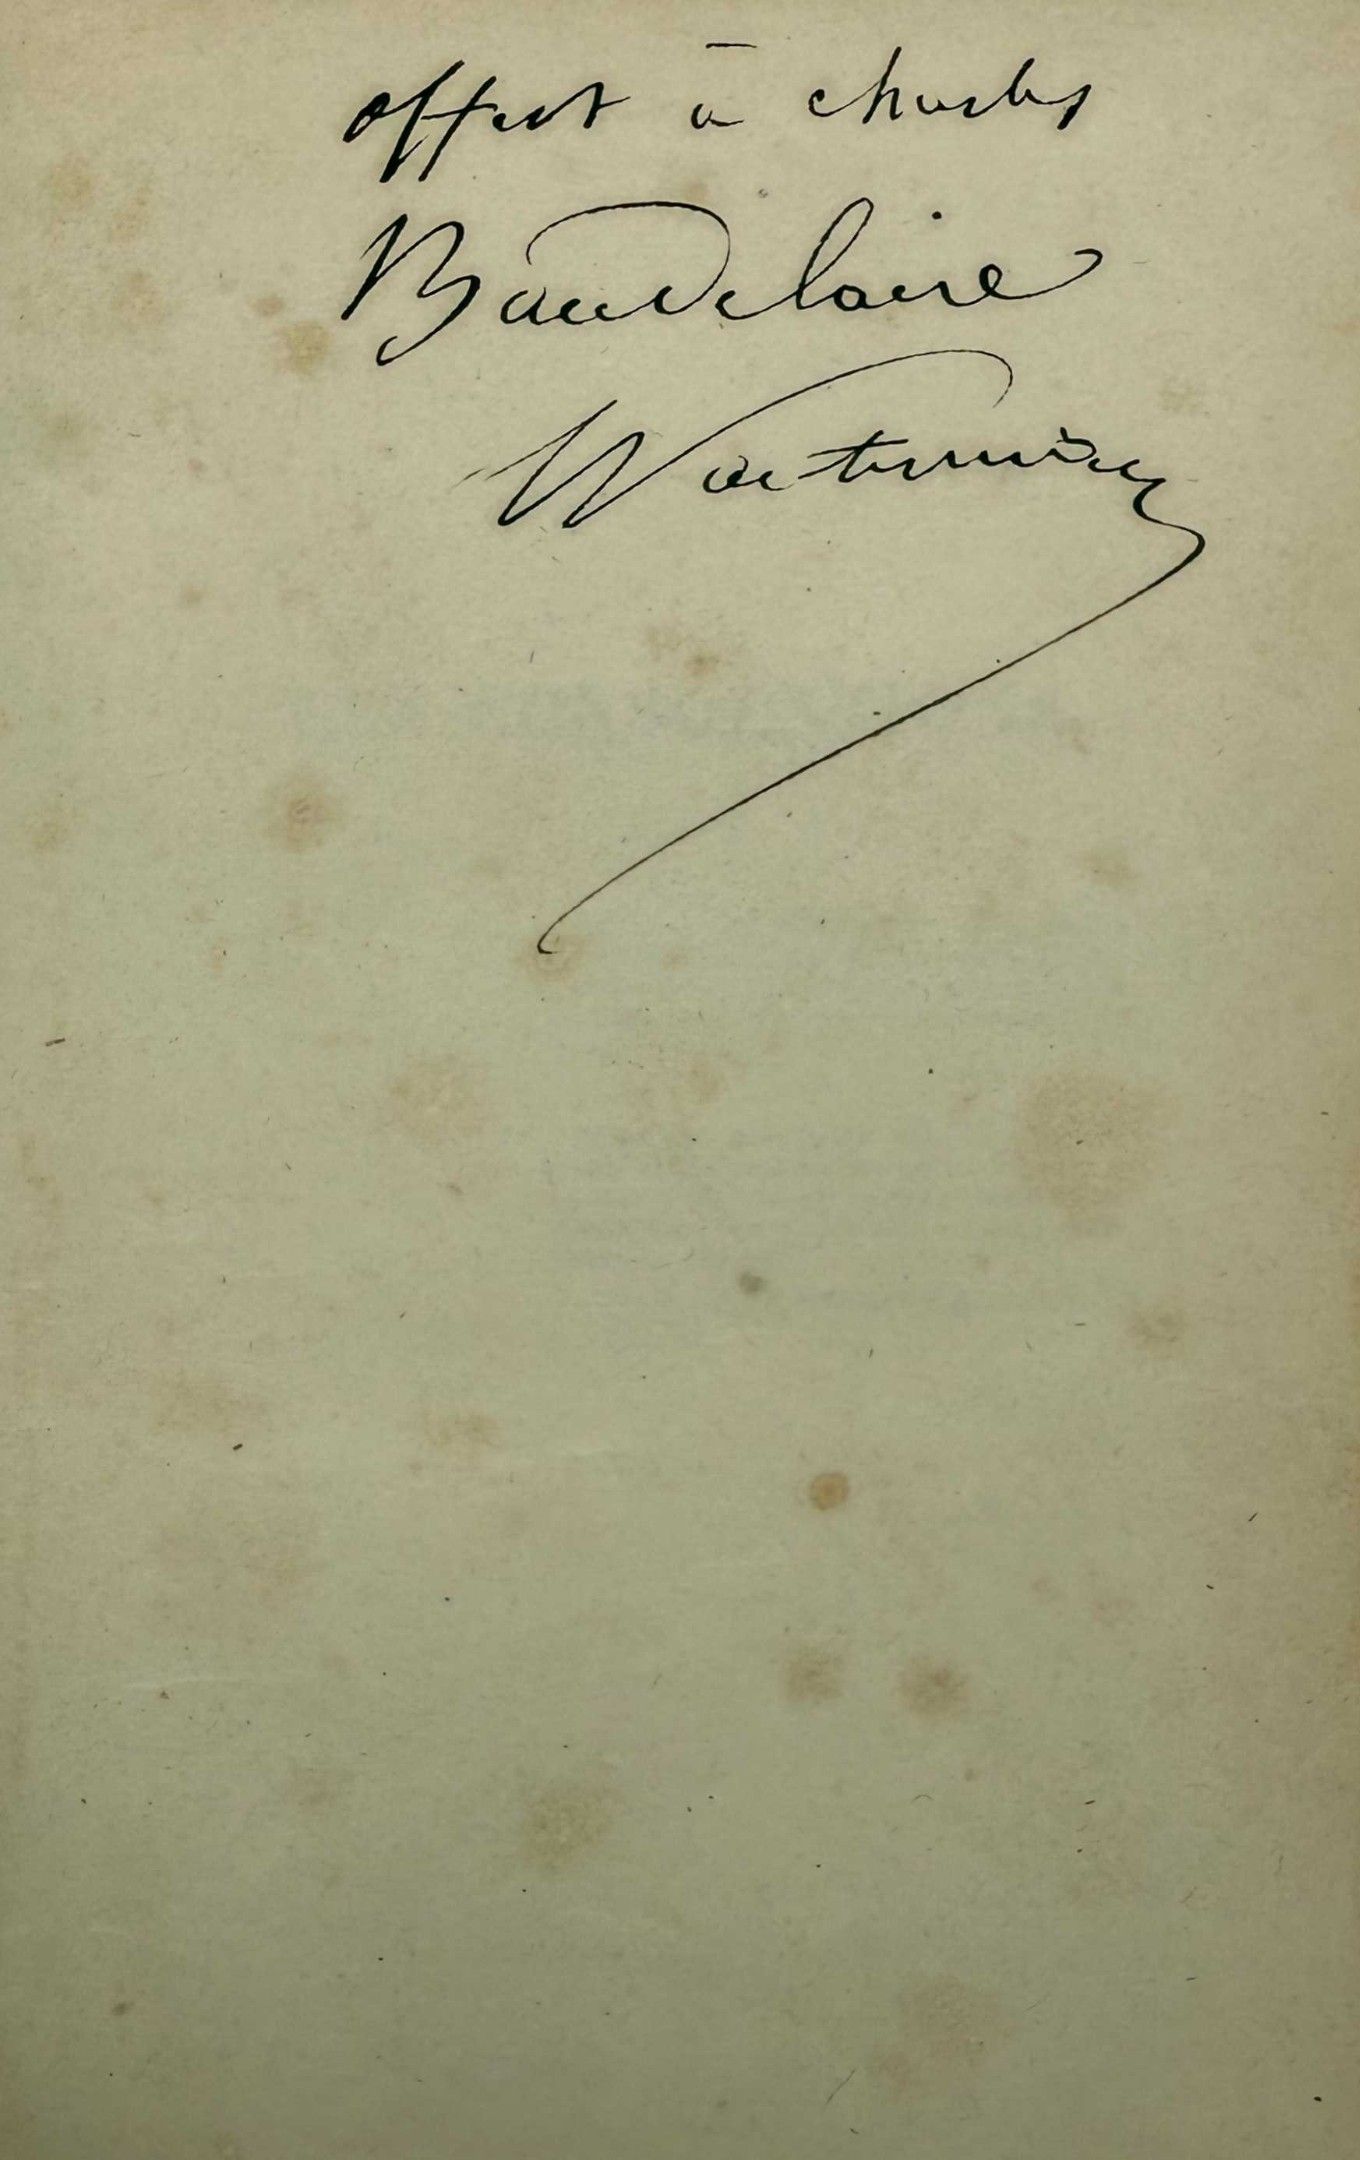 offert à charles
Baudelaire